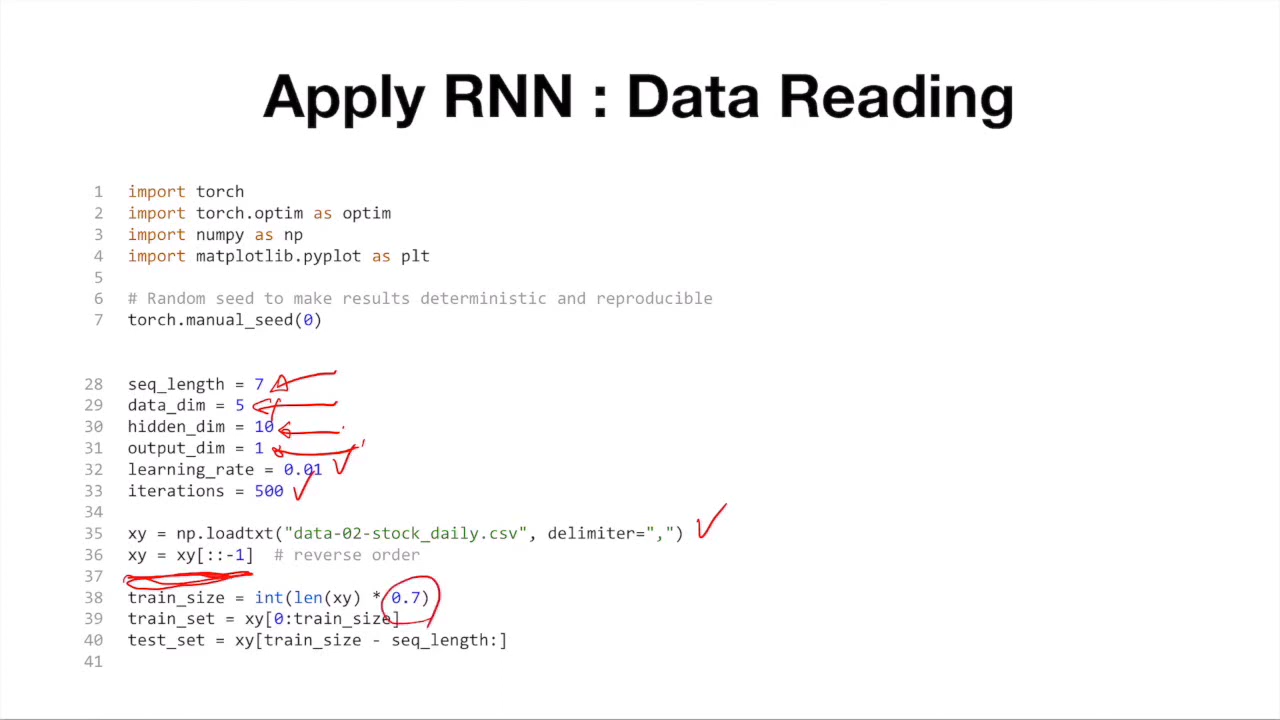 Apply RNN : Data Reading
1 import torch
2 import torch.optim as optim
3 import numpy as np
4 import matplotlib.pyplot as plt
5
6 # Random seed to make results deterministic and reproducible
7 torch.manual_seed(0)
28 seq_length = 7
29 data_dim = 5
30 hidden_dim = 10
31 output_dim = 1
32 learning_rate = 0.01
33 iterations = 500
34
35 xy = np.loadtxt("data-02-stock_daily.csv", delimiter=",")
36 xy = xy[::-1]  # reverse order
37
38 train_size = int(len(xy) * 0.7)
39 train_set = xy[0:train_size]
40 test_set = xy[train_size - seq_length:]
41